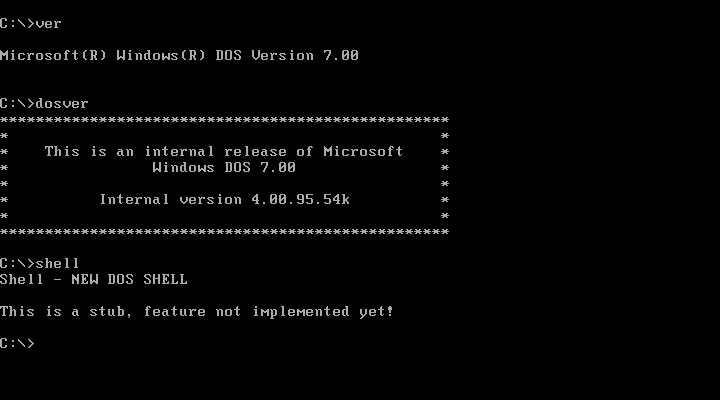 C:\>ver
Microsoft(R) Windows(R) DOS Version 7.00
C:\>dosver
**************************************************
*                                                *
*    This is an internal release of Microsoft    *
*                Windows DOS 7.00                *
*                                                *
*          Internal version 4.00.95.54k          *
*                                                *
**************************************************
C:\>shell
Shell - NEW DOS SHELL
This is a stub, feature not implemented yet!
C:\>